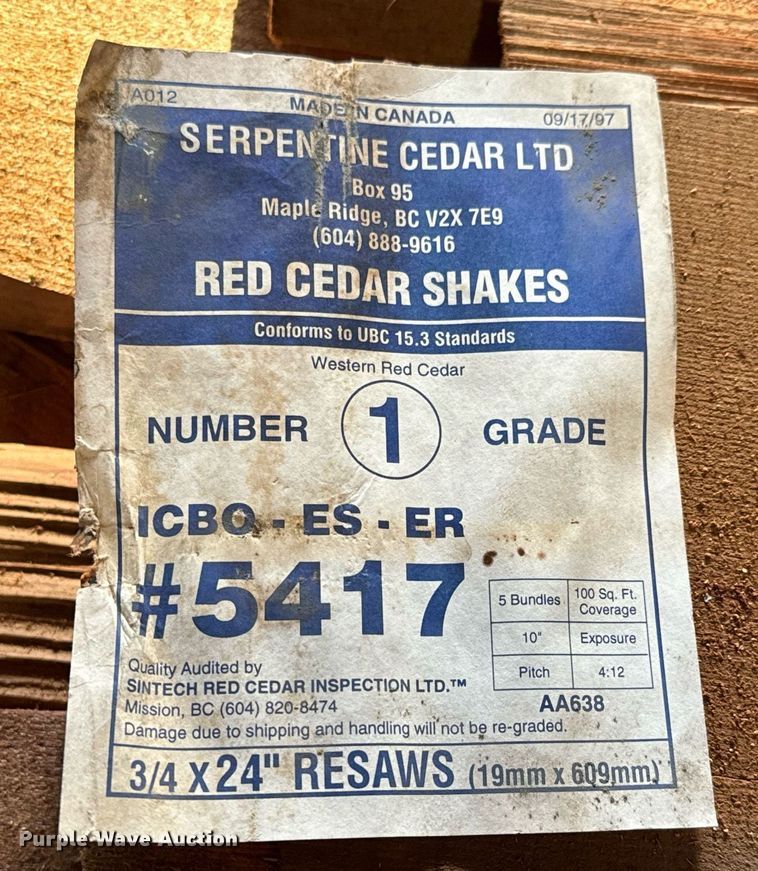 A012 MADE IN CANADA 09/17/97
SERPENTINE CEDAR LTD
Box 95
Maple Ridge, BC V2X 7E9
(604) 888-9616
RED CEDAR SHAKES
Conforms to UBC 15.3 Standards
Western Red Cedar
NUMBER 1 GRADE
ICBO - ES - ER
#5417
5 Bundles 100 Sq. Ft. Coverage
10" Exposure
Pitch 4:12
AA638
Quality Audited by
SINTECH RED CEDAR INSPECTION LTD.™
Mission, BC (604) 820-8474
Damage due to shipping and handling will not be re-graded.
3/4 X 24" RESAWS (19mm x 609mm)
Purple Wave Auction